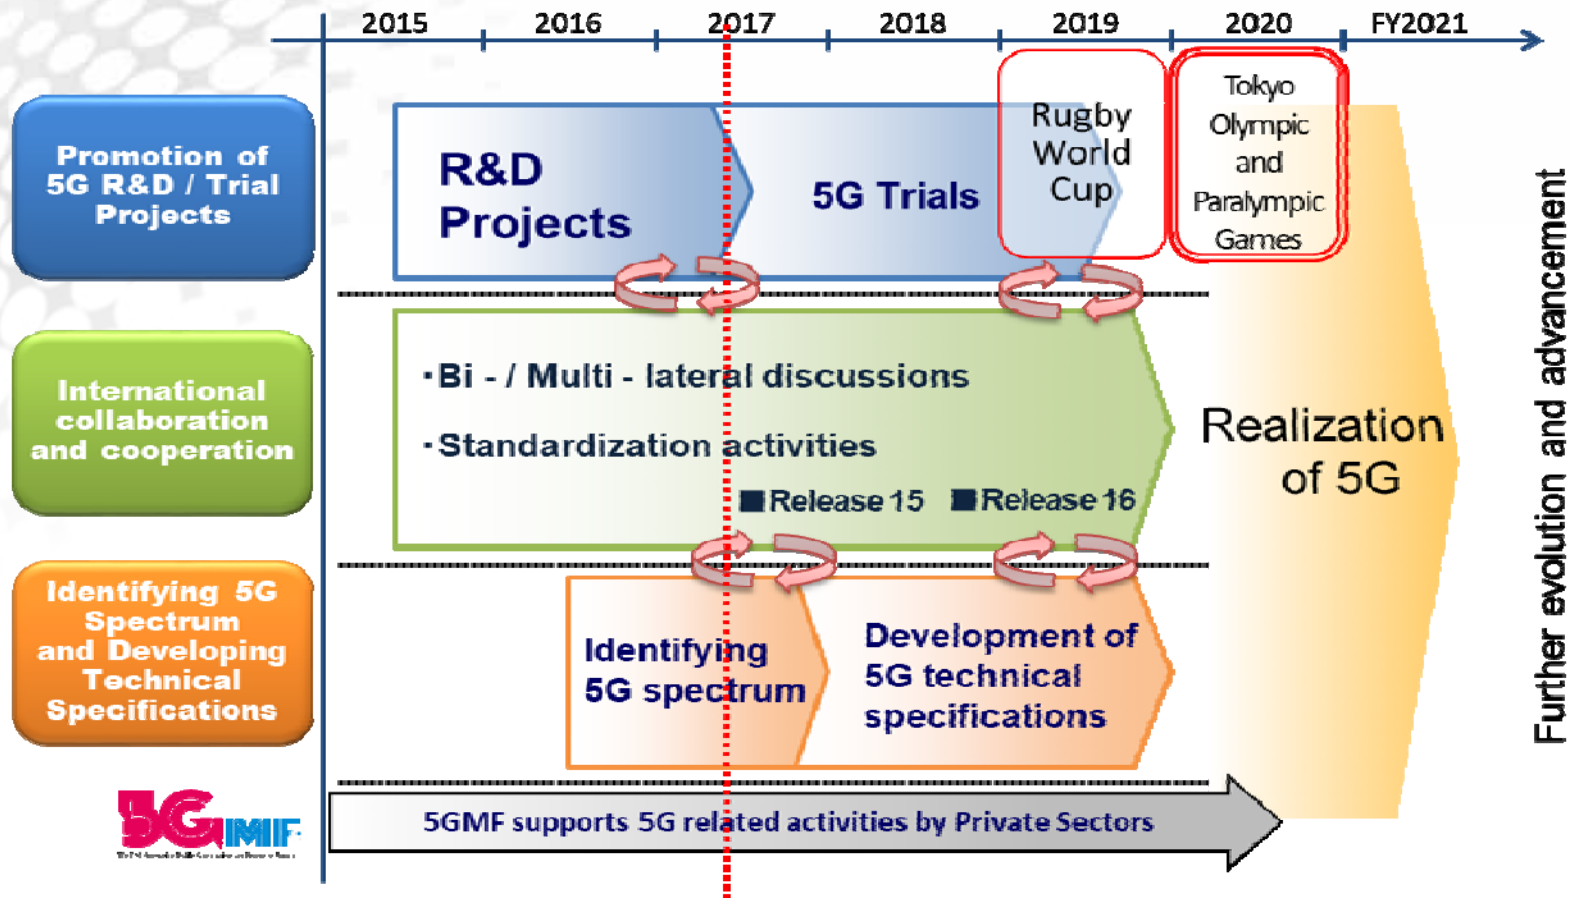 2015 2016 2017 2018 2019 2020 FY2021
Promotion of
5G R&D / Trial
Projects
R&D
Projects
5G Trials
Rugby
World
Cup
Tokyo
Olympic
and
Paralympic
Games
International
collaboration
and cooperation
・Bi - / Multi - lateral discussions
・Standardization activities
■Release 15 ■Release 16
Realization
of 5G
Further evolution and advancement
Identifying 5G
Spectrum
and Developing
Technical
Specifications
Identifying
5G spectrum
Development of
5G technical
specifications
5GMF
5GMF supports 5G related activities by Private Sectors